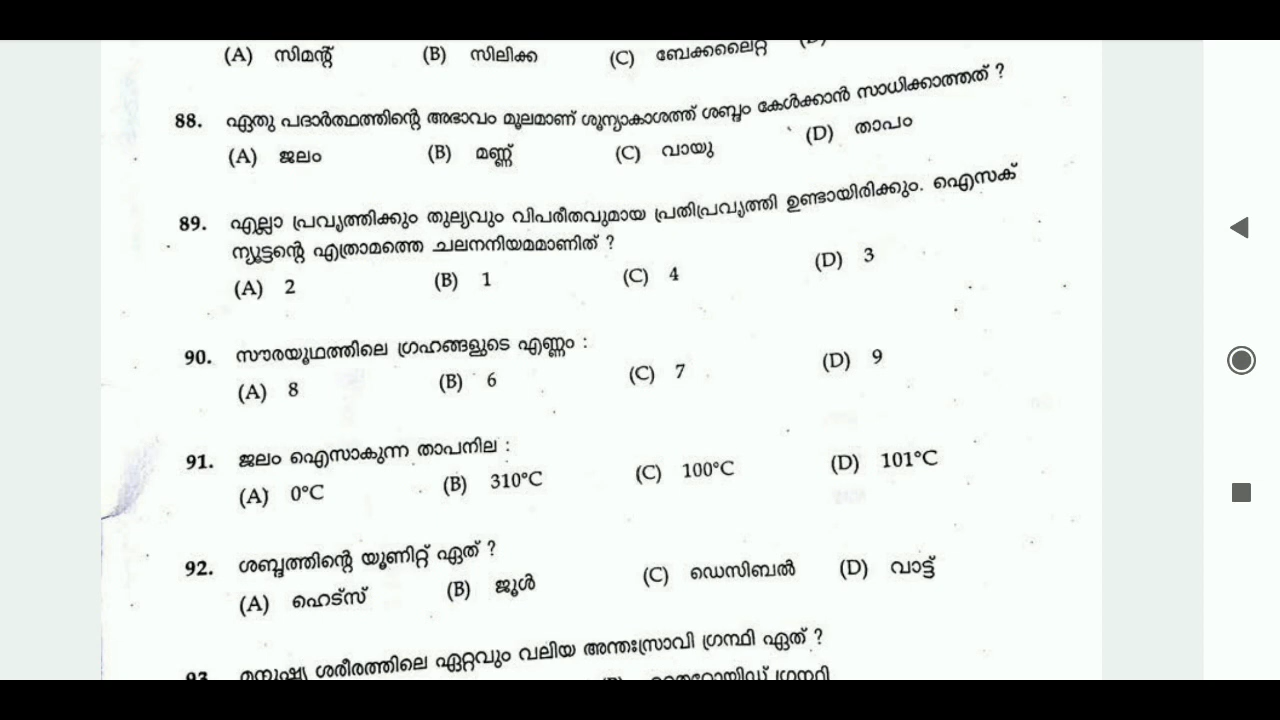 (A) സിമന്റ് (B) സിലിക്ക (C) ബേക്കലൈറ്റ്
88. ഏതു പദാർത്ഥത്തിന്റെ അഭാവം മൂലമാണ് ശൂന്യാകാശത്ത് ശബ്ദം കേൾക്കാൻ സാധിക്കാത്തത് ?
(A) ജലം (B) മണ്ണ് (C) വായു (D) താപം
89. എല്ലാ പ്രവൃത്തിക്കും തുല്യവും വിപരീതവുമായ പ്രതിപ്രവൃത്തി ഉണ്ടായിരിക്കും. ഐസക്
ന്യൂട്ടന്റെ എത്രാമത്തെ ചലനനിയമമാണിത് ?
(A) 2 (B) 1 (C) 4 (D) 3
90. സൗരയൂഥത്തിലെ ഗ്രഹങ്ങളുടെ എണ്ണം :
(A) 8 (B) 6 (C) 7 (D) 9
91. ജലം ഐസാകുന്ന താപനില :
(A) 0°C (B) 310°C (C) 100°C (D) 101°C
92. ശബ്ദത്തിന്റെ യൂണിറ്റ് ഏത് ?
(A) ഹെട്സ് (B) ജൂൾ (C) ഡെസിബൽ (D) വാട്ട്
93. മനുഷ്യ ശരീരത്തിലെ ഏറ്റവും വലിയ അന്തഃസ്രാവി ഗ്രന്ഥി ഏത് ?